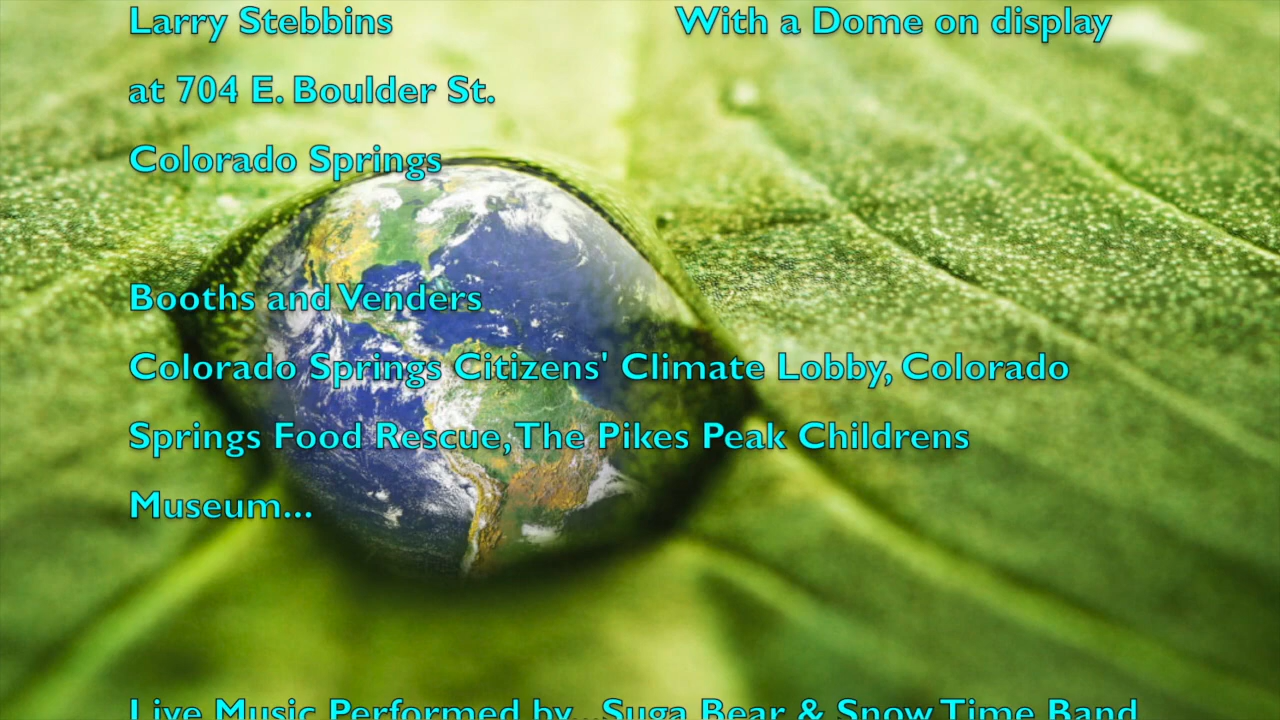 Larry Stebbins With a Dome on display
at 704 E. Boulder St.
Colorado Springs
Booths and Venders
Colorado Springs Citizens' Climate Lobby, Colorado
Springs Food Rescue, The Pikes Peak Childrens
Museum...
Live Music Performed by...Suga Bear & Snow Time Band